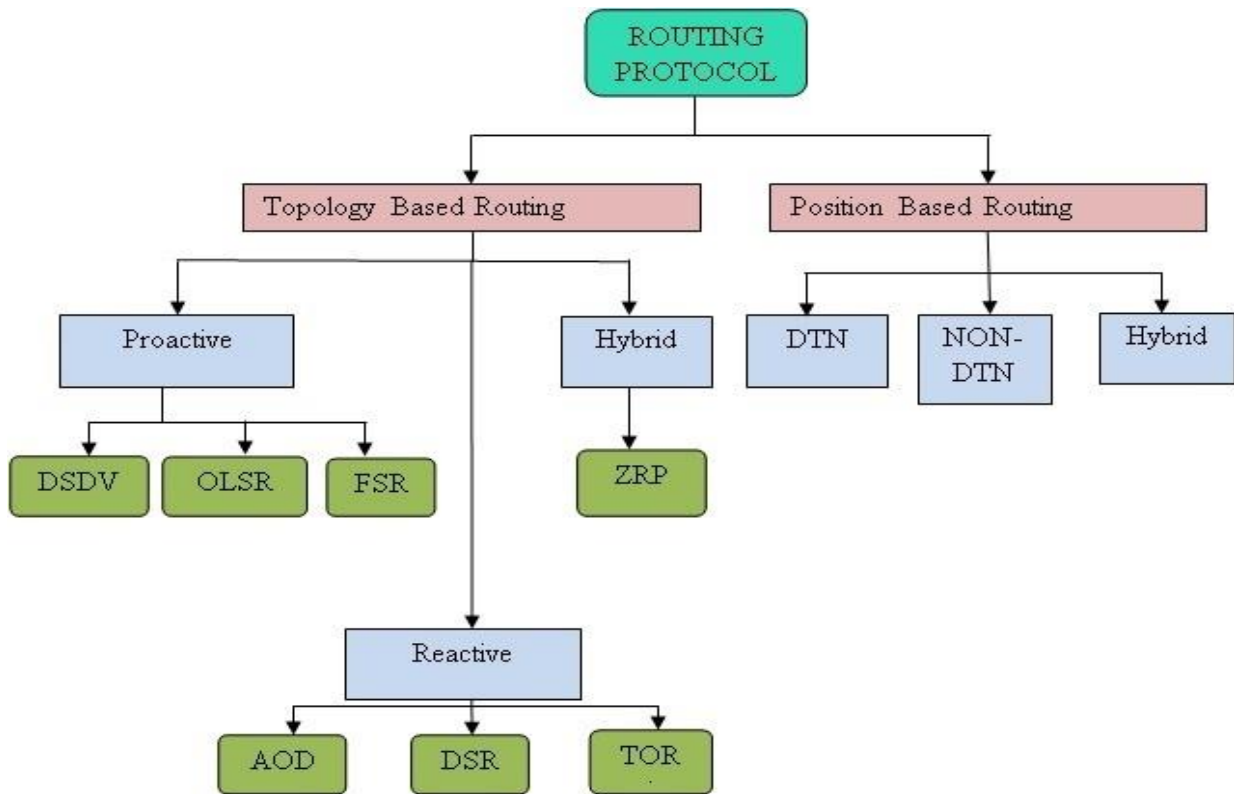 ROUTING
PROTOCOL
Topology Based Routing
Position Based Routing
Proactive
Hybrid
DTN
NON-
DTN
Hybrid
DSDV
OLSR
FSR
ZRP
Reactive
AOD
DSR
TOR